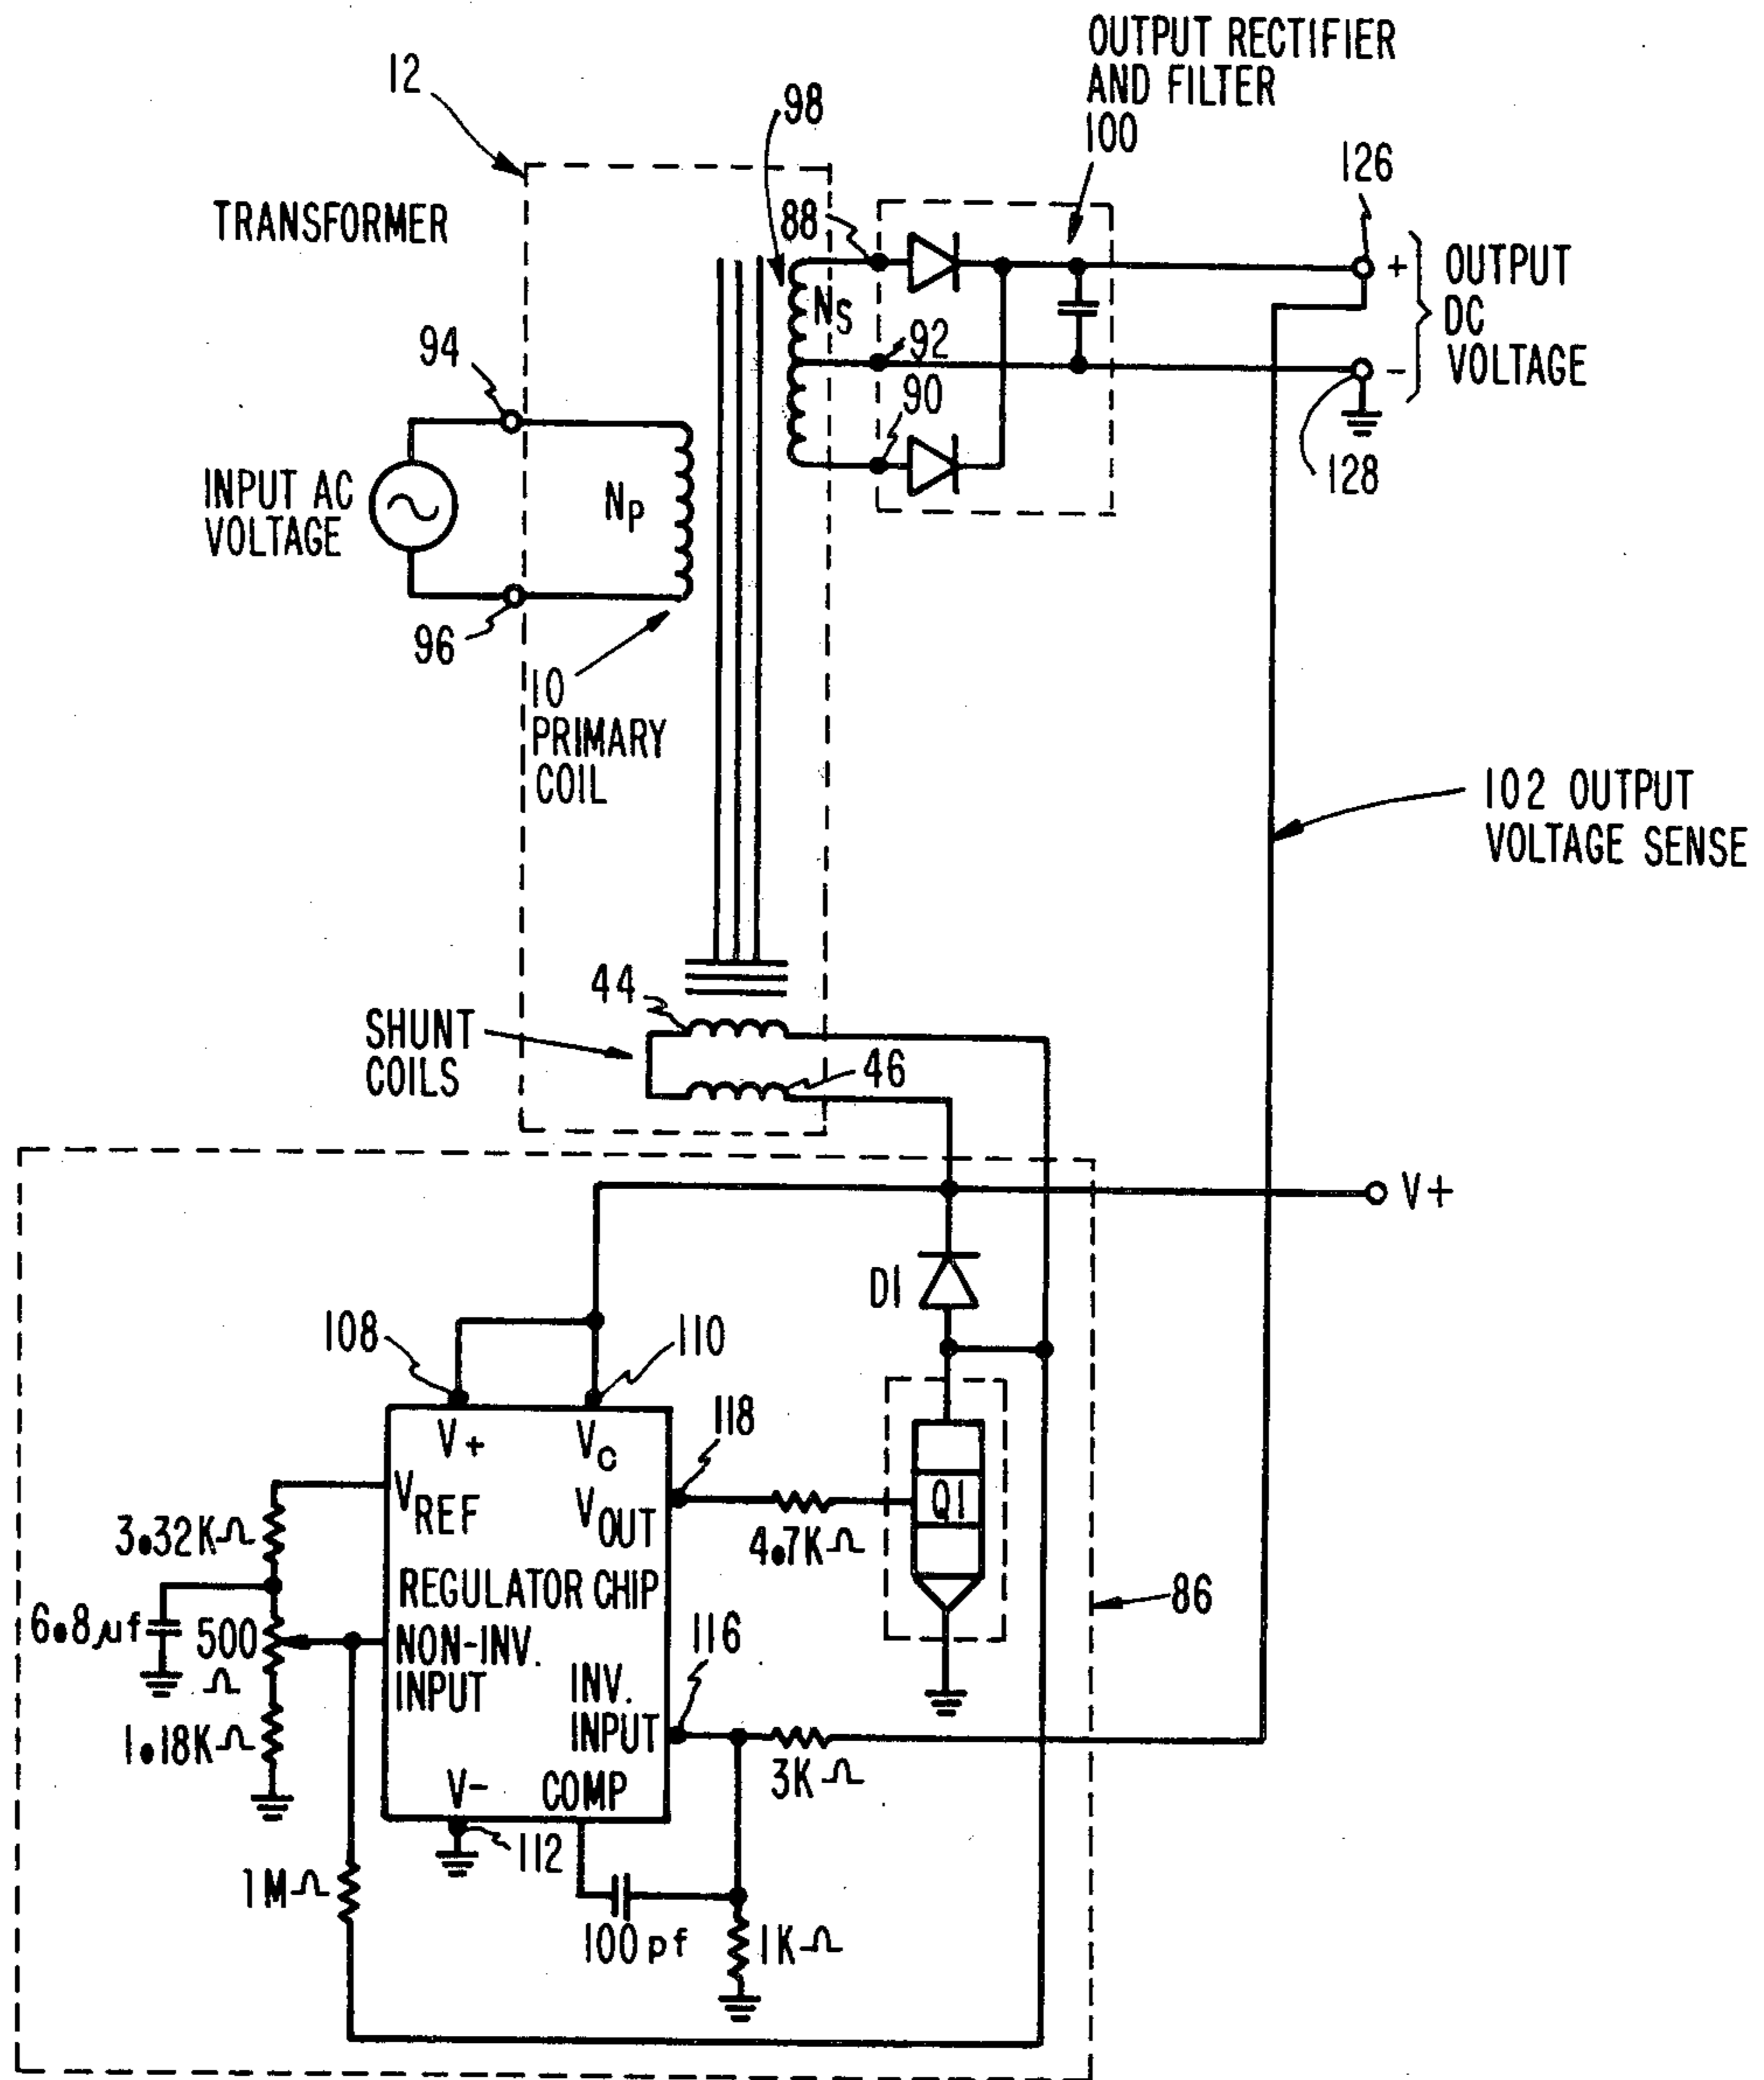 OUTPUT RECTIFIER
AND FILTER
100
12
98
126
TRANSFORMER
88
NS
+
OUTPUT
DC
VOLTAGE
94
92
-
90
128
INPUT AC
VOLTAGE
NP
96
10
PRIMARY
COIL
102 OUTPUT
VOLTAGE SENSE
44
SHUNT
COILS
46
V+
D1
108
110
118
V+
VC
VREF
VOUT
Q1
3.32KΩ
4.7KΩ
REGULATOR CHIP
86
6.8µf
500
Ω
NON-INV.
INPUT
116
INV.
INPUT
1.18KΩ
3KΩ
V-
COMP
112
1MΩ
100pf
1KΩ